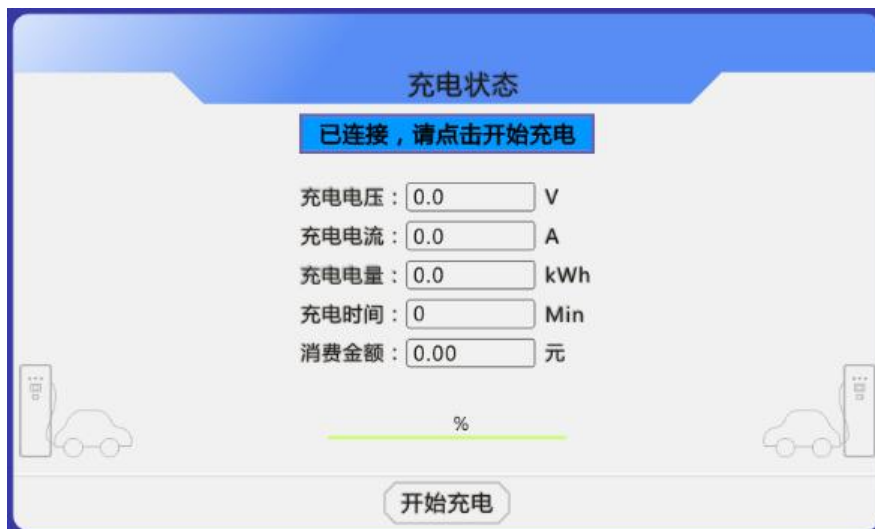 充电状态
已连接，请点击开始充电
充电电压：0.0 V
充电电流：0.0 A
充电电量：0.0 kWh
充电时间：0 Min
消费金额：0.00 元
%
开始充电